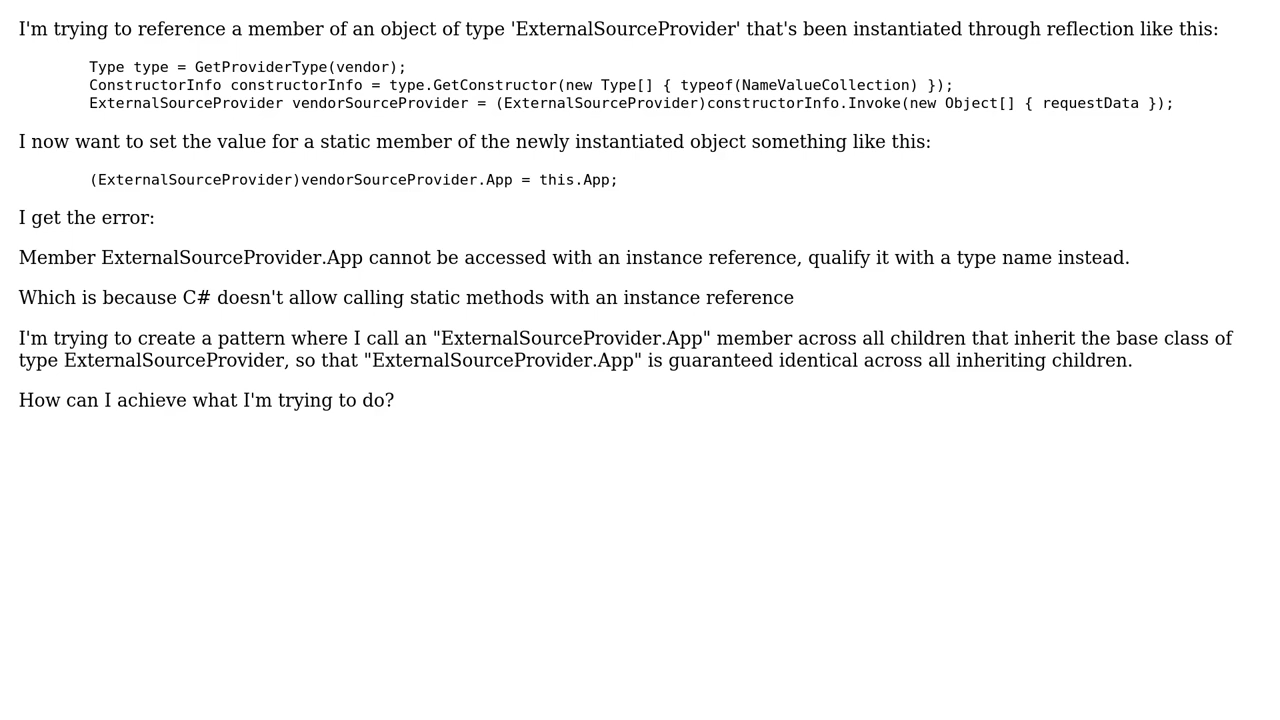 I'm trying to reference a member of an object of type 'ExternalSourceProvider' that's been instantiated through reflection like this:
Type type = GetProviderType(vendor);
ConstructorInfo constructorInfo = type.GetConstructor(new Type[] { typeof(NameValueCollection) });
ExternalSourceProvider vendorSourceProvider = (ExternalSourceProvider)constructorInfo.Invoke(new Object[] { requestData });
I now want to set the value for a static member of the newly instantiated object something like this:
(ExternalSourceProvider)vendorSourceProvider.App = this.App;
I get the error:
Member ExternalSourceProvider.App cannot be accessed with an instance reference, qualify it with a type name instead.
Which is because C# doesn't allow calling static methods with an instance reference
I'm trying to create a pattern where I call an "ExternalSourceProvider.App" member across all children that inherit the base class of
type ExternalSourceProvider, so that "ExternalSourceProvider.App" is guaranteed identical across all inheriting children.
How can I achieve what I'm trying to do?